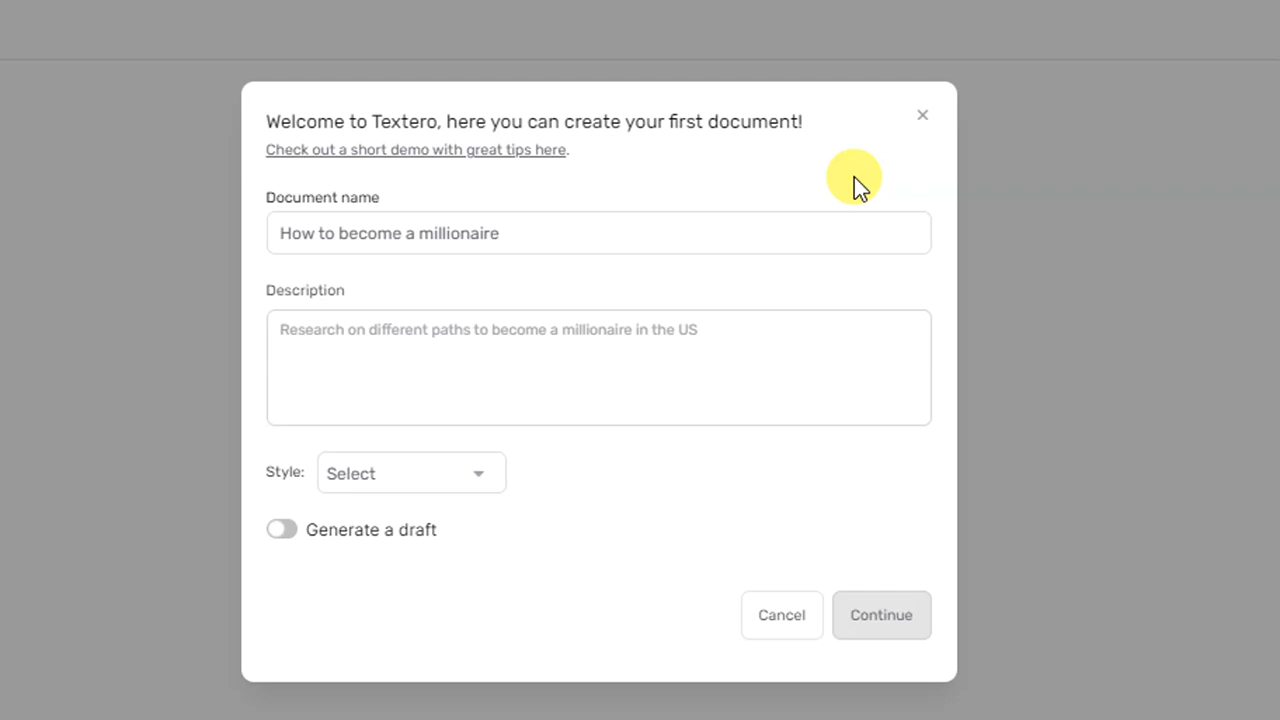 Welcome to Textero, here you can create your first document!
Check out a short demo with great tips here.
Document name
How to become a millionaire
Description
Research on different paths to become a millionaire in the US
Style: Select
Generate a draft
Cancel Continue